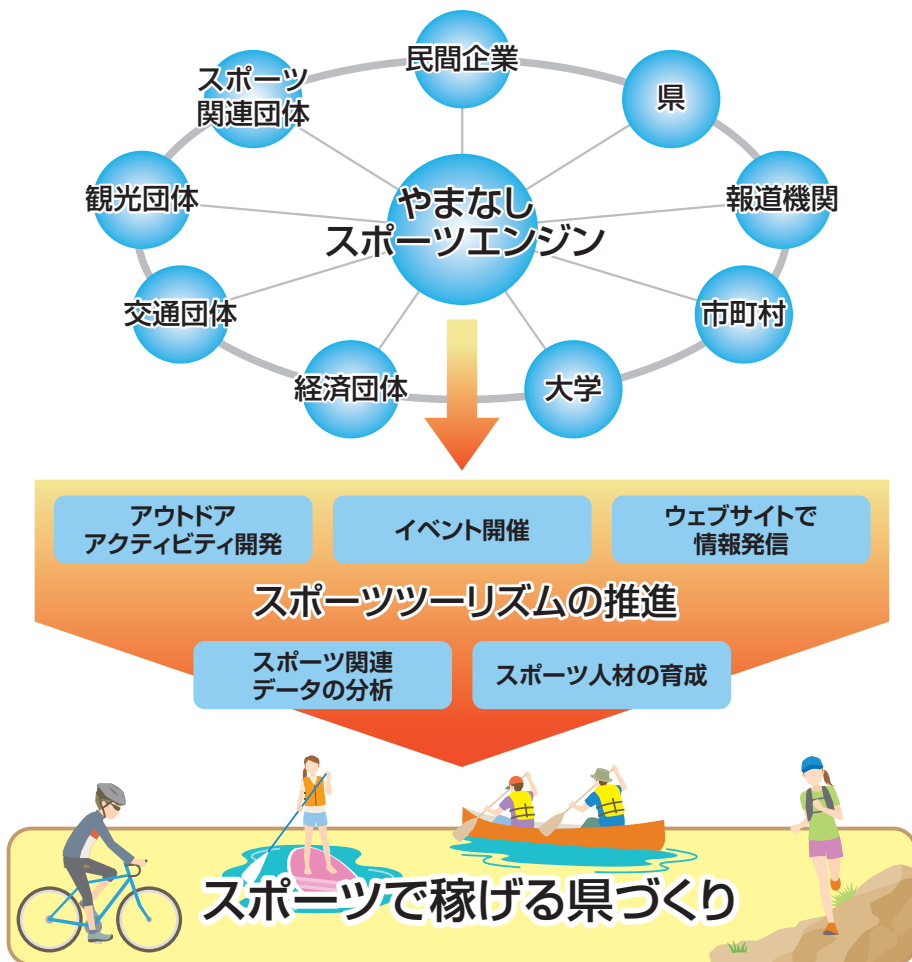 民間企業
スポーツ
関連団体
県
観光団体
やまなし
スポーツエンジン
報道機関
交通団体
市町村
経済団体
大学
アウトドア
アクティビティ開発
イベント開催
ウェブサイトで
情報発信
スポーツツーリズムの推進
スポーツ関連
データの分析
スポーツ人材の育成
スポーツで稼げる県づくり